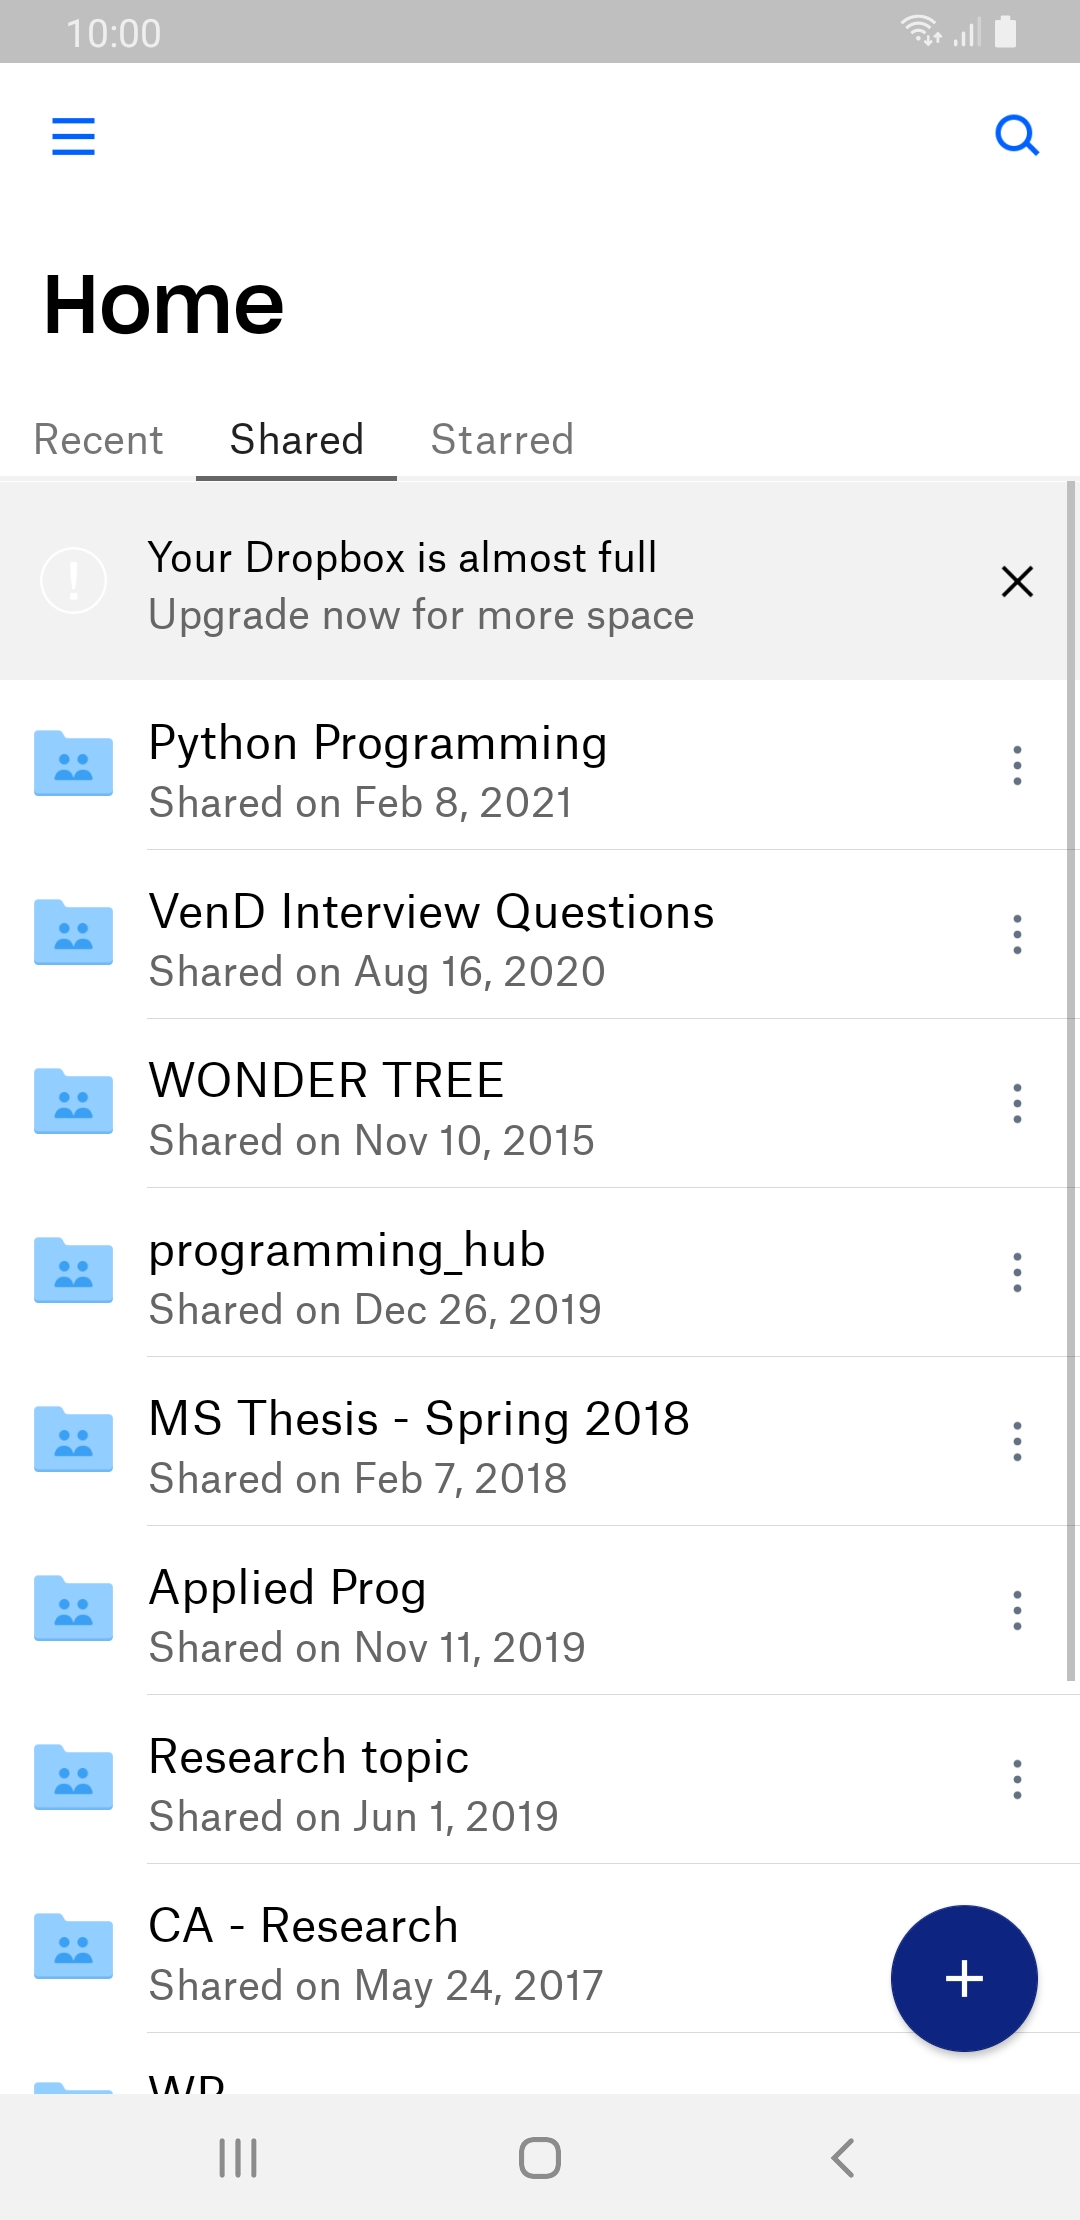 10:00
Home
Recent Shared Starred
Your Dropbox is almost full
Upgrade now for more space
Python Programming
Shared on Feb 8, 2021
VenD Interview Questions
Shared on Aug 16, 2020
WONDER TREE
Shared on Nov 10, 2015
programming_hub
Shared on Dec 26, 2019
MS Thesis - Spring 2018
Shared on Feb 7, 2018
Applied Prog
Shared on Nov 11, 2019
Research topic
Shared on Jun 1, 2019
CA - Research
Shared on May 24, 2017